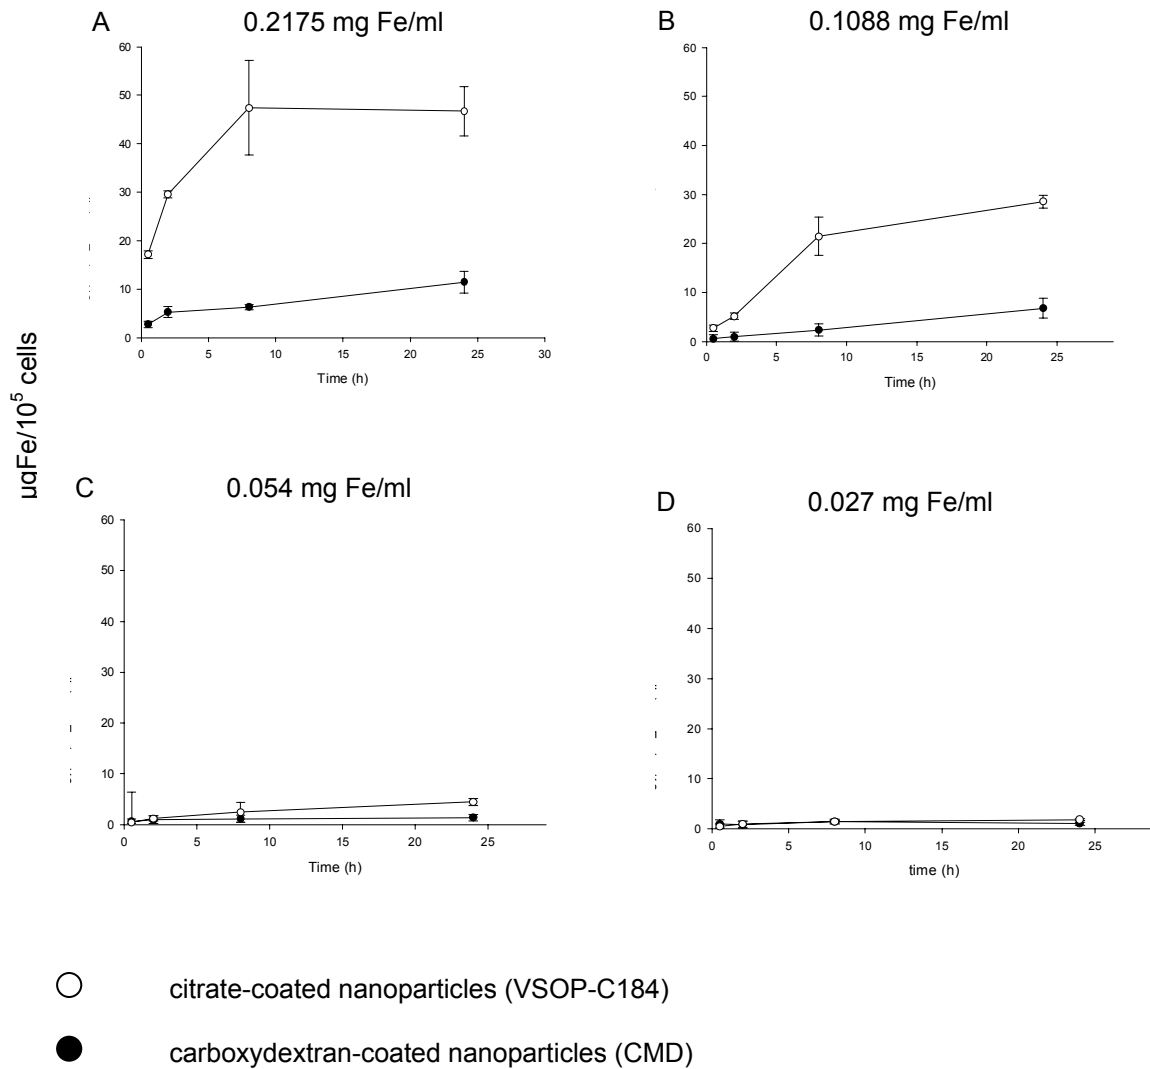 A
0.2175 mg Fe/ml
60
50
40
30
20
10
0
0 5 10 15 20 25 30
Time (h)
B
0.1088 mg Fe/ml
60
50
40
30
20
10
0
0 5 10 15 20 25
Time (h)
µgFe/10⁵ cells
C
0.054 mg Fe/ml
60
50
40
30
20
10
0
0 5 10 15 20 25
Time (h)
D
0.027 mg Fe/ml
60
50
40
30
20
10
0
0 5 10 15 20 25
time (h)
citrate-coated nanoparticles (VSOP-C184)
carboxydextran-coated nanoparticles (CMD)